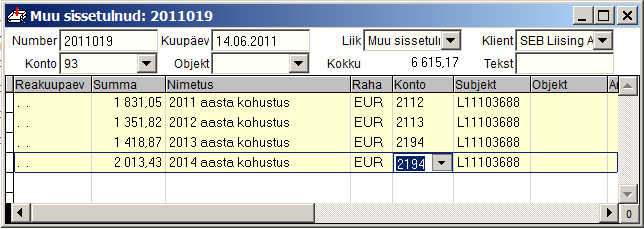 Muu sissetulnud: 2011019
Number 2011019 Kuupäev 14.06.2011 Liik Muu sissetulı Klient SEB Liising A
Konto 93 Objekt Kokku 6 615,17 Tekst
Reakuupaev Summa Nimetus Raha Konto Subjekt Objekt
. . 1 831,05 2011 aasta kohustus EUR 2112 L11103688
. . 1 351,82 2012 aasta kohustus EUR 2113 L11103688
. . 1 418,87 2013 aasta kohustus EUR 2194 L11103688
. . 2 013,43 2014 aasta kohustus EUR 2194 L11103688
0